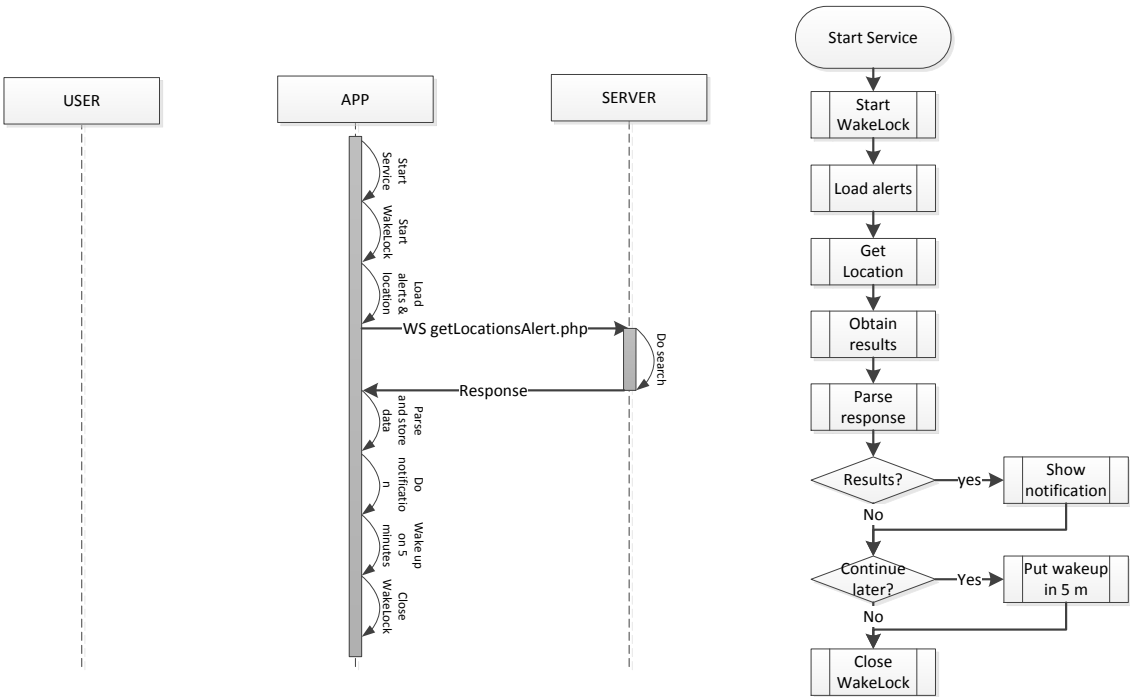 USER
APP
SERVER
Start
Service
Start
WakeLock
Load
alerts &
location
WS getLocationsAlert.php
Do search
Response
Parse
and store
data
Do
notificatio
n
Wake up
on 5
minutes
Close
WakeLock
Start Service
Start
WakeLock
Load alerts
Get
Location
Obtain
results
Parse
response
Results?
yes
Show
notification
No
Continue
later?
Yes
Put wakeup
in 5 m
No
Close
WakeLock